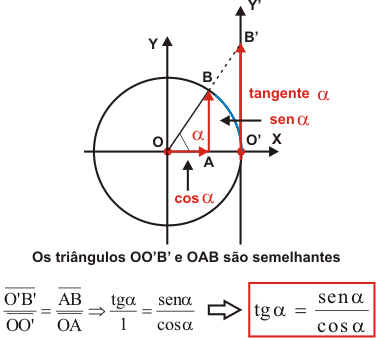 Y'
Y
B'
B
tangente α
α
sen α
O
O'
X
A
cos α
Os triângulos OO'B' e OAB são semelhantes
O'B'/OO' = AB/OA ⇒ tgα/1 = senα/cosα ⇨ tgα = senα/cosα